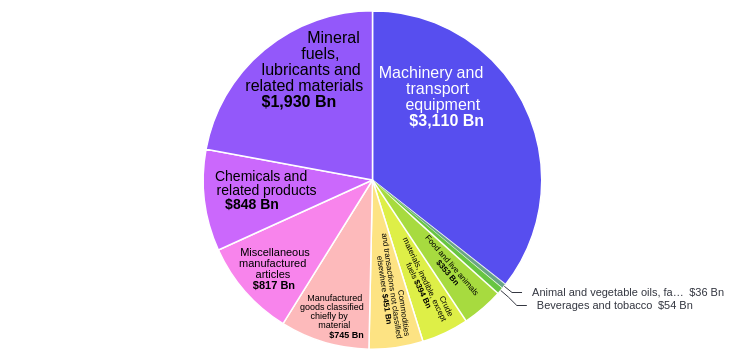 Mineral
fuels,
lubricants and
related materials
$1,930 Bn
Machinery and
transport
equipment
$3,110 Bn
Chemicals and
related products
$848 Bn
Miscellaneous
manufactured
articles
$817 Bn
Manufactured
goods classified
chiefly by
material
$745 Bn
Commodities
and transactions not classified
elsewhere $451 Bn
Crude
materials, inedible, except
fuels $394 Bn
Food and live animals
$353 Bn
Animal and vegetable oils, fa… $36 Bn
Beverages and tobacco $54 Bn